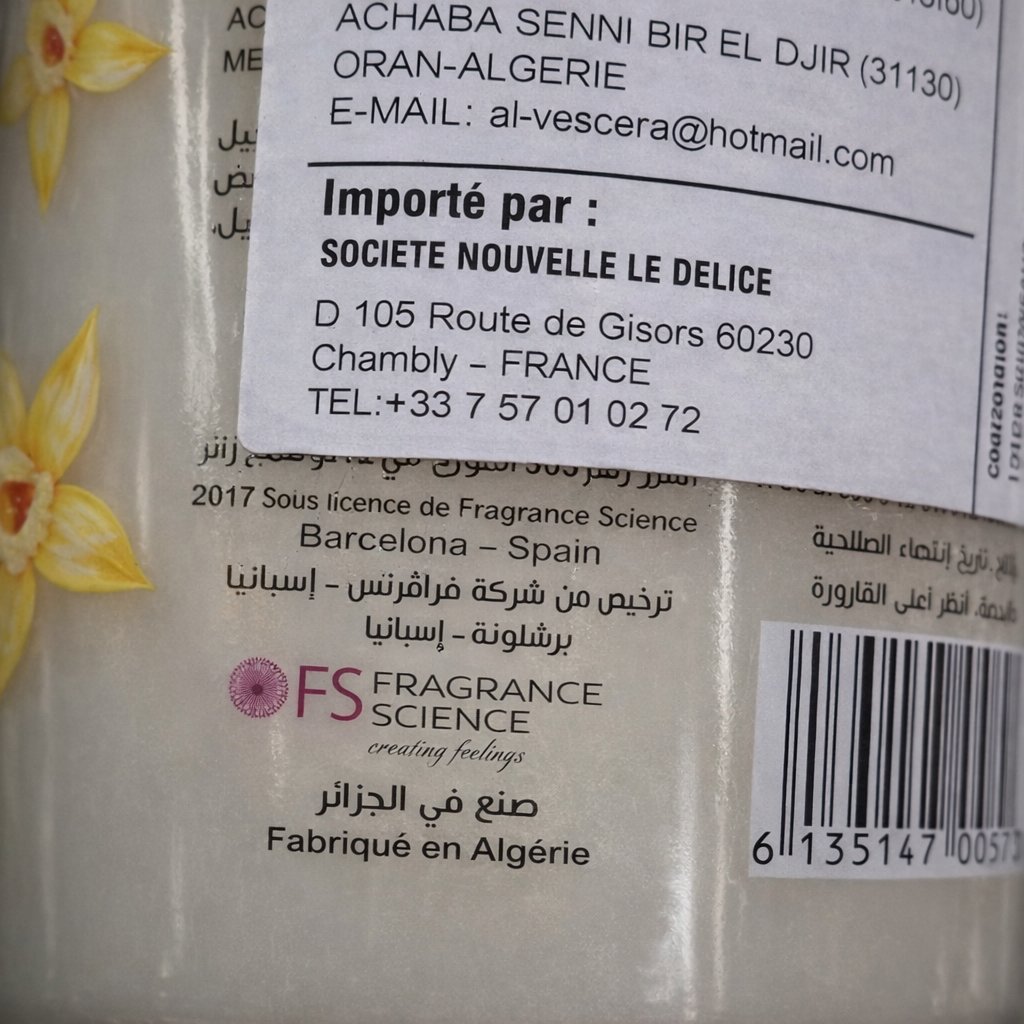 ACHABA SENNI BIR EL DJIR (31130)
ORAN-ALGERIE
E-MAIL: al-vescera@hotmail.com
Importé par :
SOCIETE NOUVELLE LE DELICE
D 105 Route de Gisors 60230
Chambly – FRANCE
TEL:+33 7 57 01 02 72
2017 Sous licence de Fragrance Science
Barcelona – Spain
ترخيص من شركة فراڨرنس - إسبانيا
برشلونة - إسبانيا
FS FRAGRANCE
SCIENCE
creating feelings
صنع في الجزائر
Fabriqué en Algérie
إنتهاء الصلاحية
أنظر أعلى القارورة
6 135147 0057